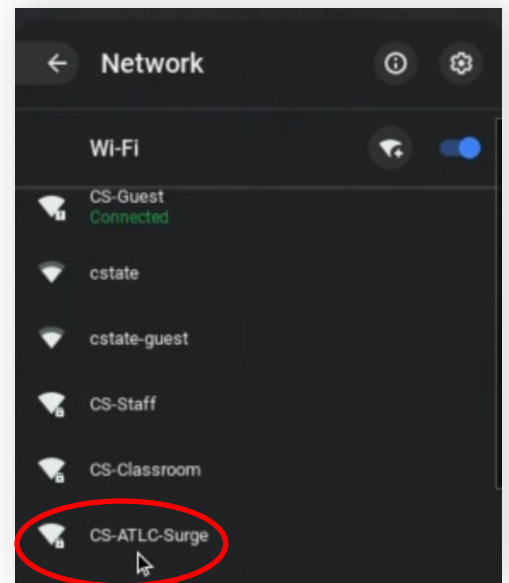 Network
Wi-Fi
CS-Guest
Connected
cstate
cstate-guest
CS-Staff
CS-Classroom
CS-ATLC-Surge